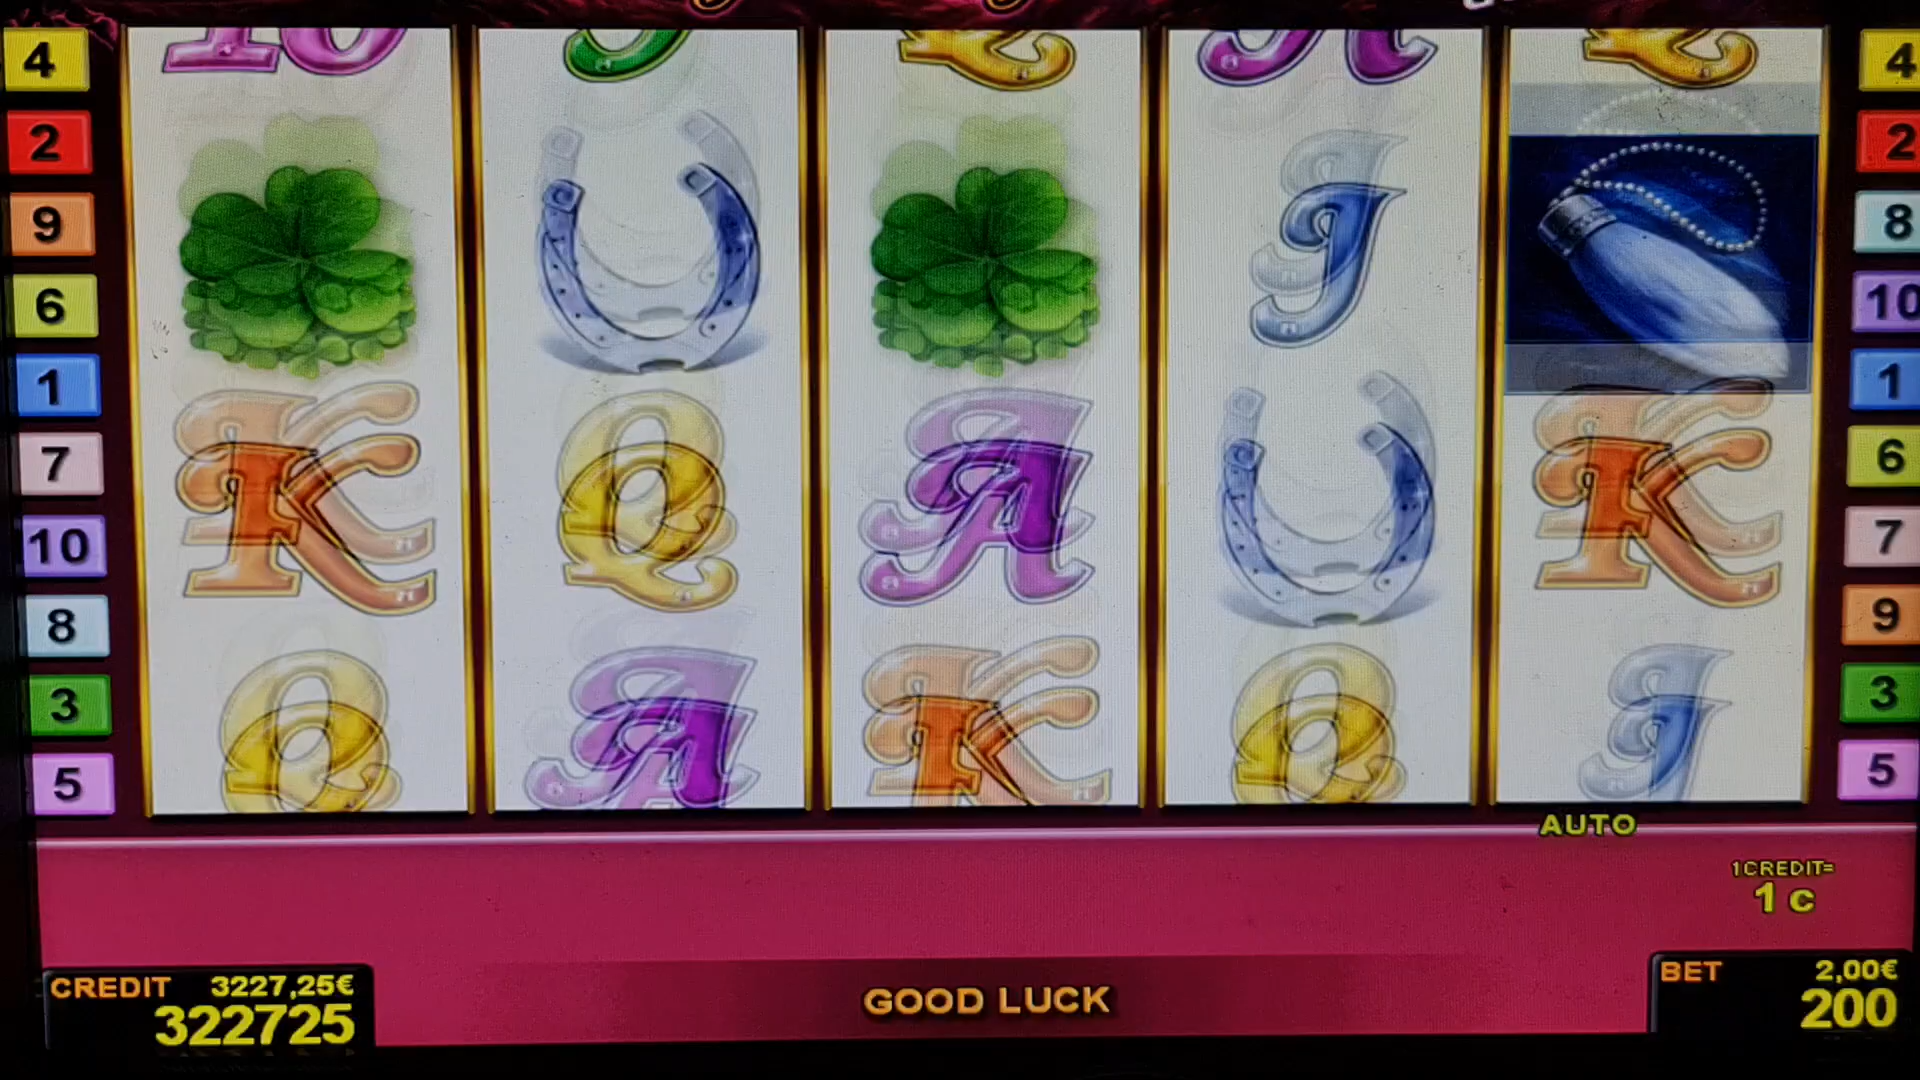 10 J Q A Q
4 4
2 J 2
9 8
6 10
1 1
7 K Q A K 6
10 7
8 9
3 Q A K Q J 3
5 5
AUTO
1CREDIT=
1 c
CREDIT 3227,25€
322725
GOOD LUCK
BET 2,00€
200